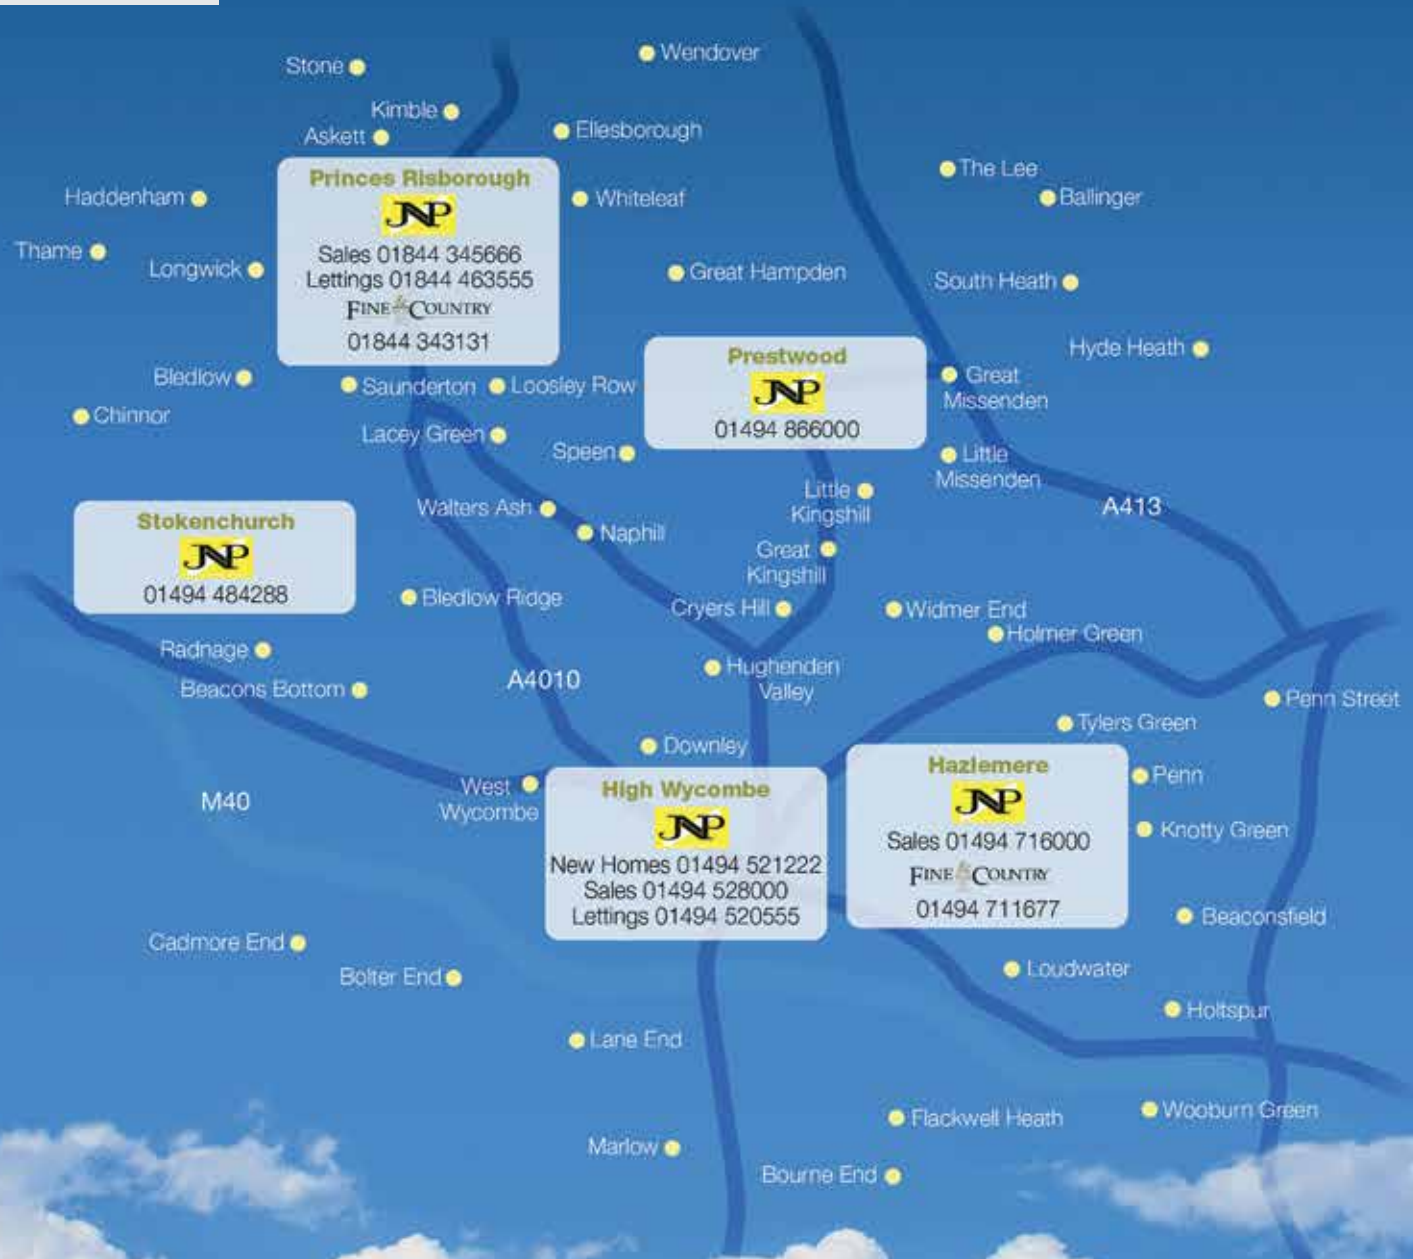 Wendover
Stone
Kimble
Askett
Ellesborough
The Lee
Ballinger
Haddenham
Whiteleaf
Thame
Longwick
Princes Risborough
JNP
Sales 01844 345666
Lettings 01844 463555
FINE & COUNTRY
01844 343131
Great Hampden
South Heath
Hyde Heath
Prestwood
JNP
01494 866000
Great
Missenden
Bledlow
Saunderton
Loosley Row
Chinnor
Lacey Green
Speen
Little
Missenden
Little
Kingshill
A413
Walters Ash
Naphill
Great
Kingshill
Stokenchurch
JNP
01494 484288
Bledlow Ridge
Cryers Hill
Widmer End
Holmer Green
Radnage
Beacons Bottom
A4010
Hughenden
Valley
Penn Street
Tylers Green
Downley
West
Wycombe
M40
High Wycombe
JNP
New Homes 01494 521222
Sales 01494 528000
Lettings 01494 520555
Hazlemere
JNP
Sales 01494 716000
FINE & COUNTRY
01494 711677
Penn
Knotty Green
Beaconsfield
Cadmore End
Bolter End
Loudwater
Holtspur
Lane End
Flackwell Heath
Wooburn Green
Marlow
Bourne End